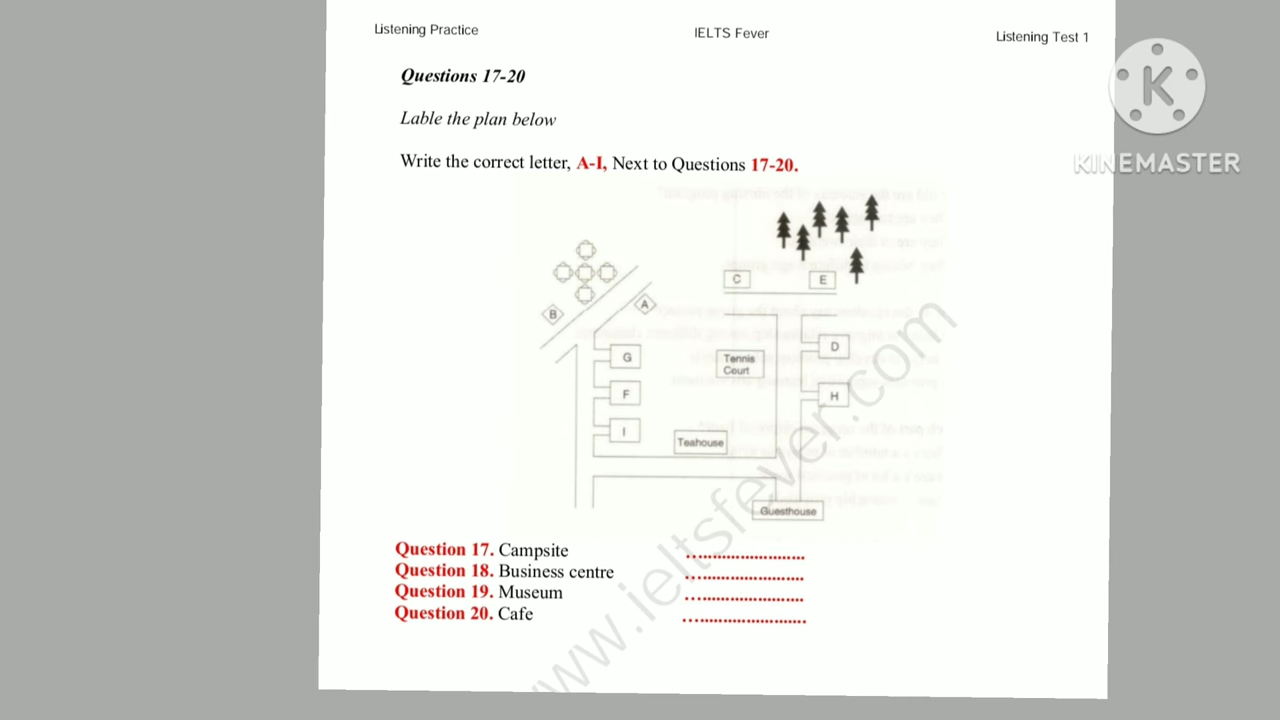 Listening Practice
IELTS Fever
Listening Test 1
K
KINEMASTER
Questions 17-20
Lable the plan below
Write the correct letter, A-I, Next to Questions 17-20.
C
E
A
B
G
Tennis
Court
D
F
H
I
Teahouse
Guesthouse
Question 17. Campsite ..........................
Question 18. Business centre ..........................
Question 19. Museum ..........................
Question 20. Cafe ..........................
www.ieltsfever.com